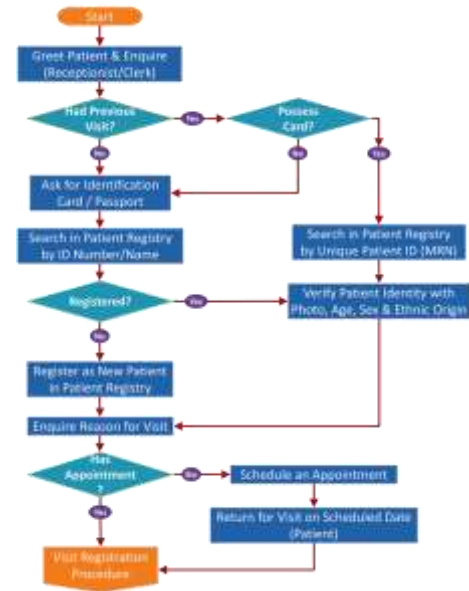 Start
Greet Patient & Enquire
(Receptionist/Clerk)
Had Previous
Visit?
Yes
Possess
Card?
No
No
Yes
Ask for Identification
Card / Passport
Search in Patient Registry
by ID Number/Name
Search in Patient Registry
by Unique Patient ID (MRN)
Registered?
Yes
Verify Patient Identity with
Photo, Age, Sex & Ethnic Origin
No
Register as New Patient
in Patient Registry
Enquire Reason for Visit
Has
Appointment
?
No
Schedule an Appointment
Yes
Return for Visit on Scheduled Date
(Patient)
Visit Registration
Procedure